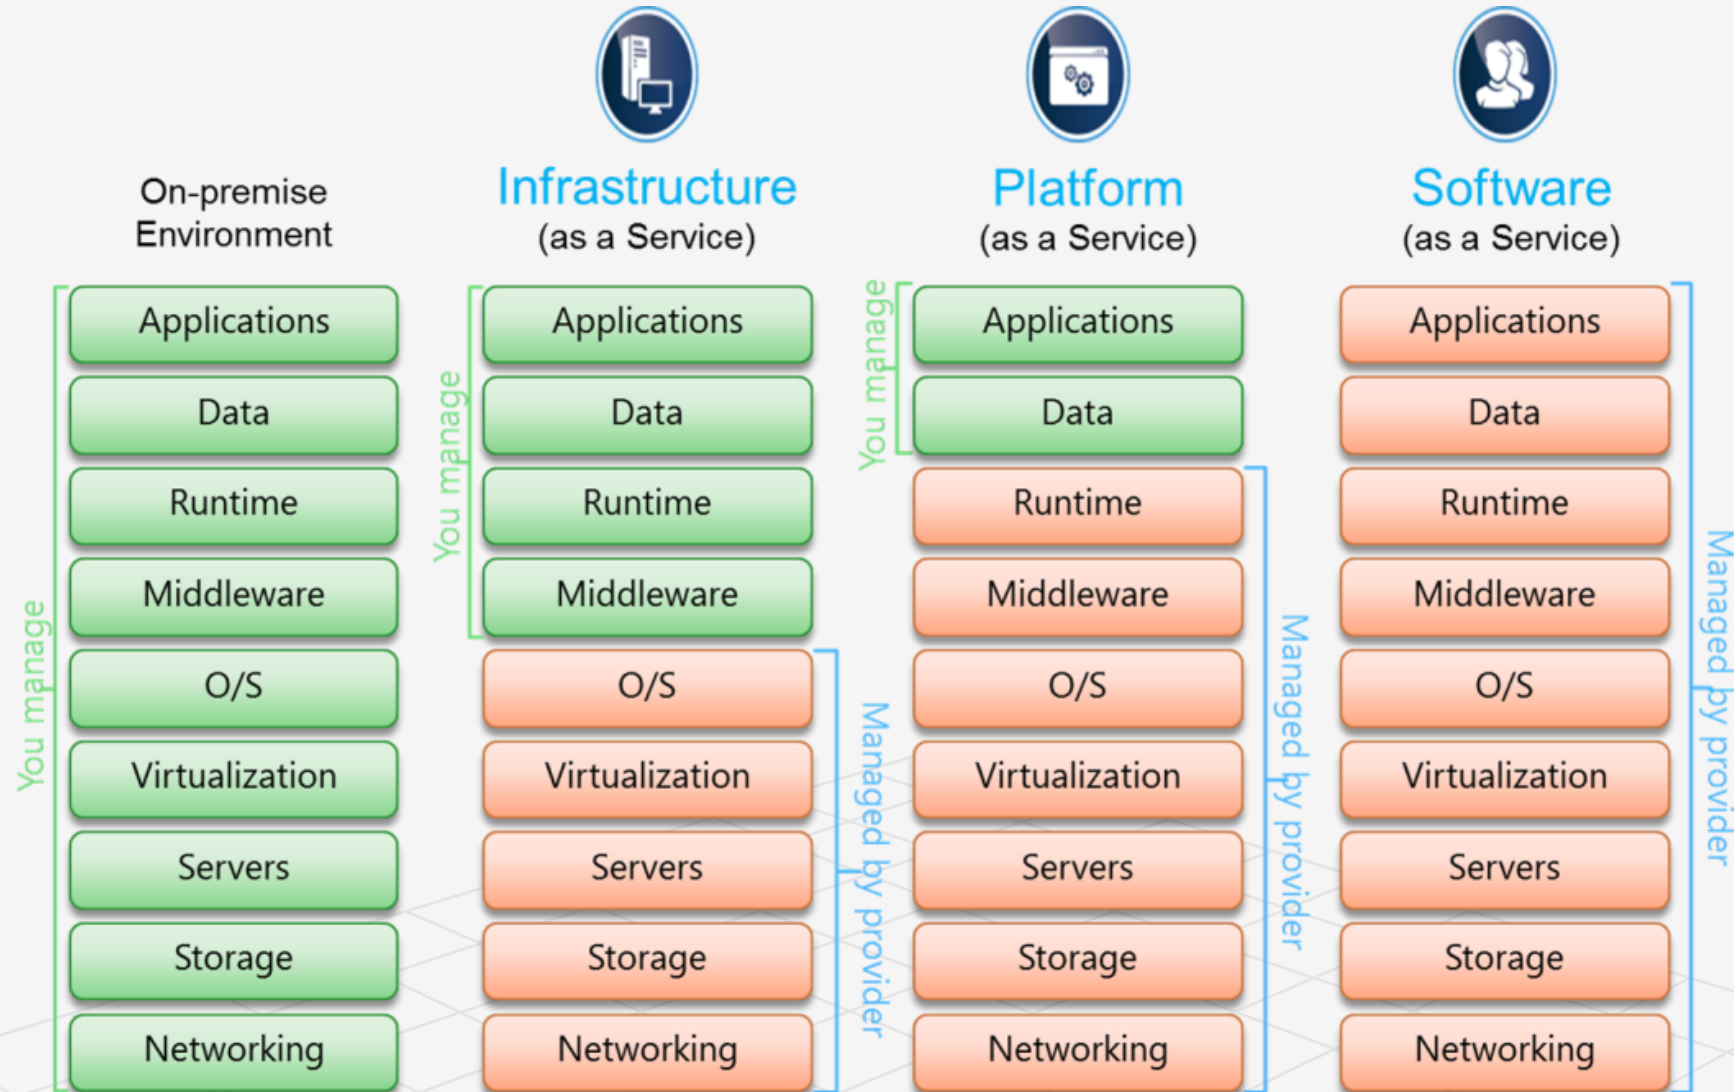 On-premise
Environment
You manage
Applications
Data
Runtime
Middleware
O/S
Virtualization
Servers
Storage
Networking
Infrastructure
(as a Service)
You manage
Applications
Data
Runtime
Middleware
O/S
Virtualization
Servers
Storage
Networking
Managed by provider
Platform
(as a Service)
You manage
Applications
Data
Runtime
Middleware
O/S
Virtualization
Servers
Storage
Networking
Managed by provider
Software
(as a Service)
Applications
Data
Runtime
Middleware
O/S
Virtualization
Servers
Storage
Networking
Managed by provider